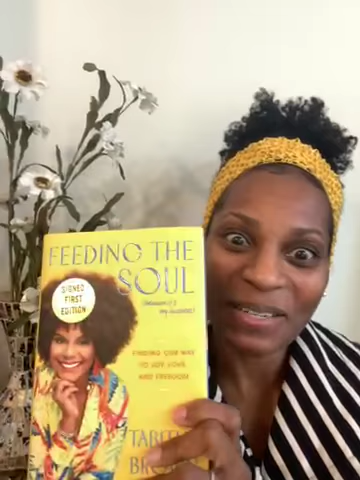 FEEDING THE
SOUL
(because it's
my business)
SIGNED
FIRST
EDITION
FINDING OUR WAY
TO JOY, LOVE
AND FREEDOM